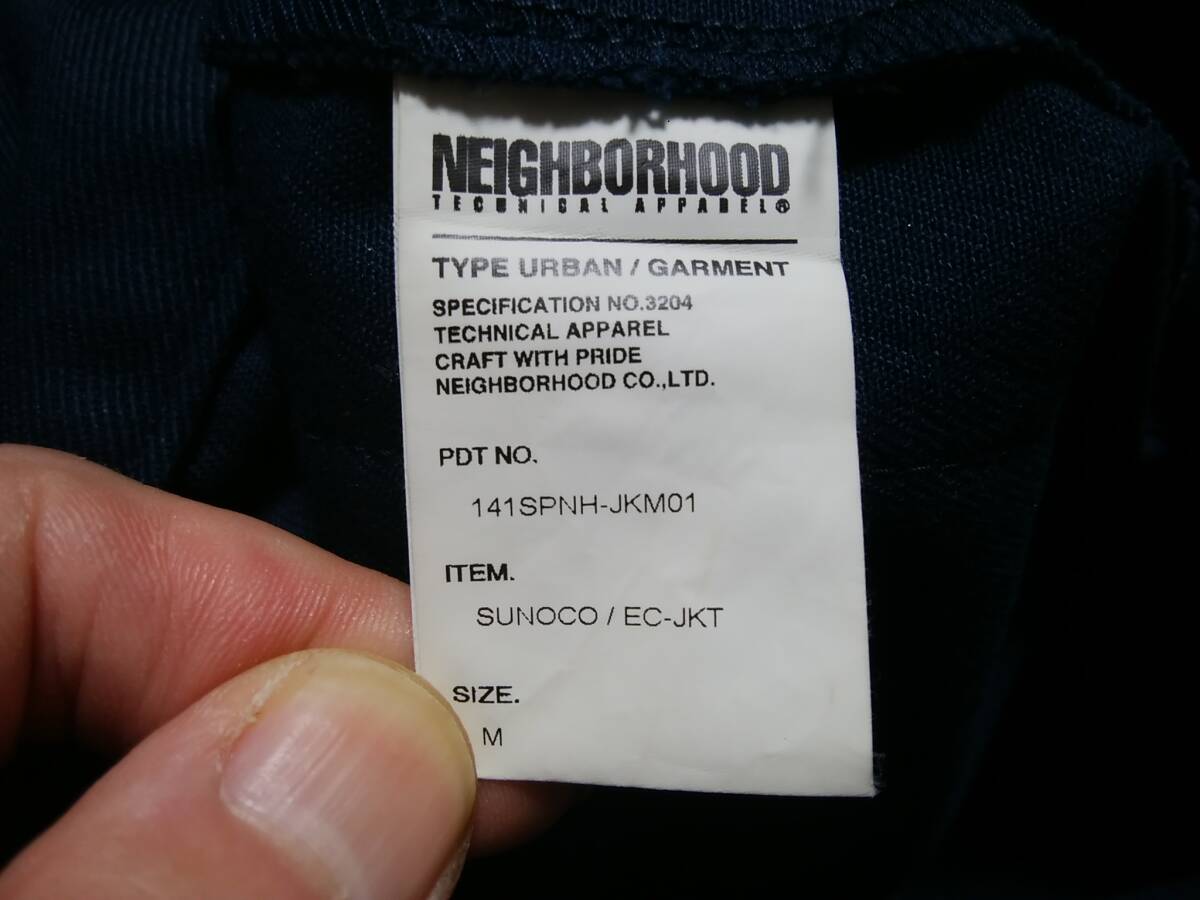 NEIGHBORHOOD
TECHNICAL APPAREL®
TYPE URBAN / GARMENT
SPECIFICATION NO.3204
TECHNICAL APPAREL
CRAFT WITH PRIDE
NEIGHBORHOOD CO.,LTD.
PDT NO.
141SPNH-JKM01
ITEM.
SUNOCO / EC-JKT
SIZE.
M